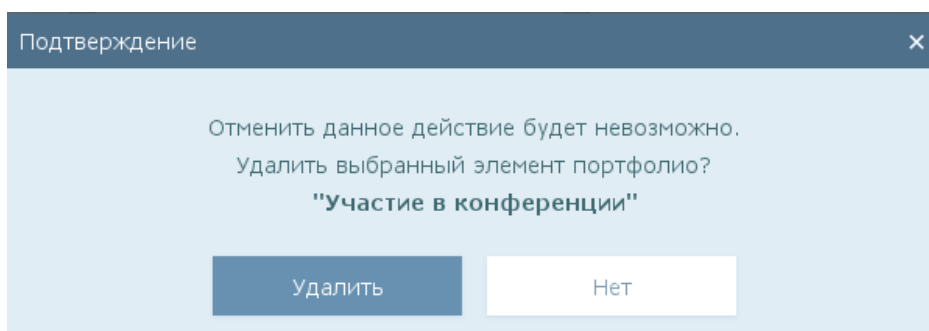 Подтверждение
Отменить данное действие будет невозможно.
Удалить выбранный элемент портфолио?
"Участие в конференции"
Удалить
Нет